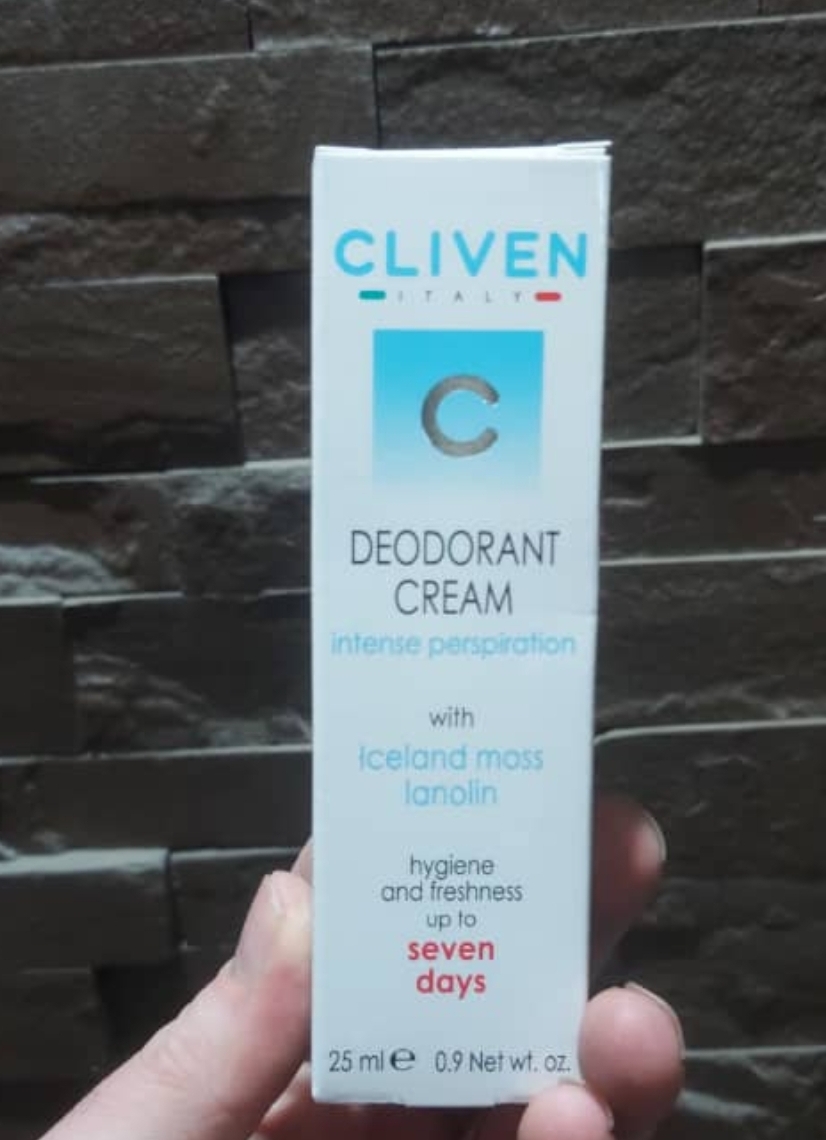 CLIVEN
ITALY
C
DEODORANT
CREAM
intense perspiration
with
Iceland moss
lanolin
hygiene
and freshness
up to
seven
days
25 ml ℮ 0.9 Net wt. oz.